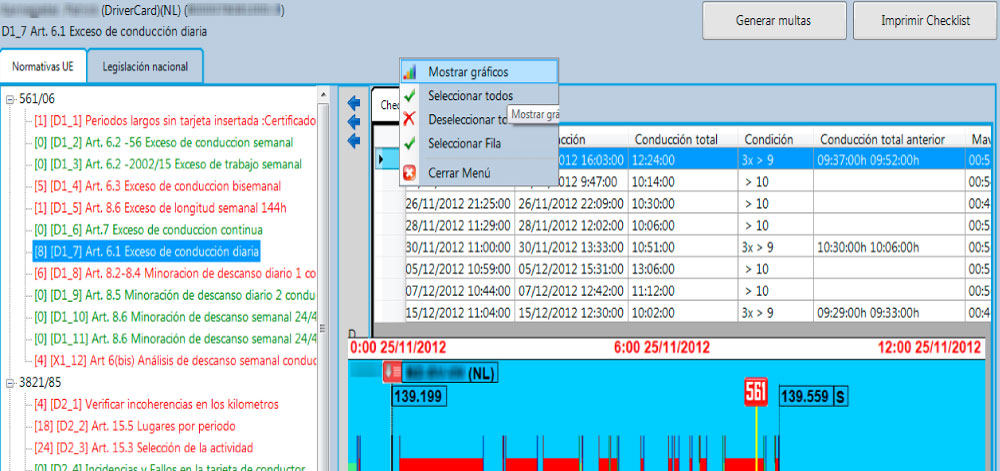 (DriverCard)(NL) (
D1_7 Art. 6.1 Exceso de conducción diaria
Generar multas
Imprimir Checklist
Normativas UE
Legislación nacional
561/06
[1] [D1_1] Periodos largos sin tarjeta insertada :Certificado
[0] [D1_2] Art. 6.2 -56 Exceso de conduccion semanal
[0] [D1_3] Art. 6.2 -2002/15 Exceso de trabajo semanal
[5] [D1_4] Art. 6.3 Exceso de conduccion bisemanal
[1] [D1_5] Art. 8.6 Exceso de longitud semanal 144h
[0] [D1_6] Art.7 Exceso de conduccion continua
[8] [D1_7] Art. 6.1 Exceso de conducción diaria
[6] [D1_8] Art. 8.2-8.4 Minoracion de descanso diario 1 co
[0] [D1_9] Art. 8.5 Minoración de descanso diario 2 condu
[0] [D1_10] Art. 8.6 Minoración de descanso semanal 24/4
[0] [D1_11] Art. 8.6 Minoración de descanso semanal 24/4
[4] [X1_12] Art 6(bis) Análisis de descanso semanal conduc
3821/85
[4] [D2_1] Verificar incoherencias en los kilometros
[18] [D2_2] Art. 15.5 Lugares por periodo
[24] [D2_3] Art. 15.3 Selección de la actividad
[0] [D2_4] Incidencias y Fallos en la tarjeta de conductor
Chec
Mostrar gráficos
Seleccionar todos
Deseleccionar to
Mostrar grá
Seleccionar Fila
Cerrar Menú
cción Conducción total Condición Conducción total anterior
2012 16:03:00 12:24:00 3x > 9 09:37:00h 09:52:00h 00:5
2012 9:47:00 10:14:00 > 10 00:5
26/11/2012 21:25:00 26/11/2012 22:09:00 10:30:00 > 10 00:4
28/11/2012 11:29:00 28/11/2012 12:02:00 10:06:00 > 10 00:5
30/11/2012 11:00:00 30/11/2012 13:33:00 10:51:00 3x > 9 10:30:00h 10:06:00h 00:5
05/12/2012 10:59:00 05/12/2012 15:31:00 13:06:00 > 10 00:5
07/12/2012 10:44:00 07/12/2012 12:42:00 11:12:00 > 10 00:5
15/12/2012 11:04:00 15/12/2012 12:30:00 10:02:00 3x > 9 09:29:00h 09:33:00h 00:4
D
0:00 25/11/2012 6:00 25/11/2012 12:00 25/11/2012
(NL)
139.199
561
139.559 S